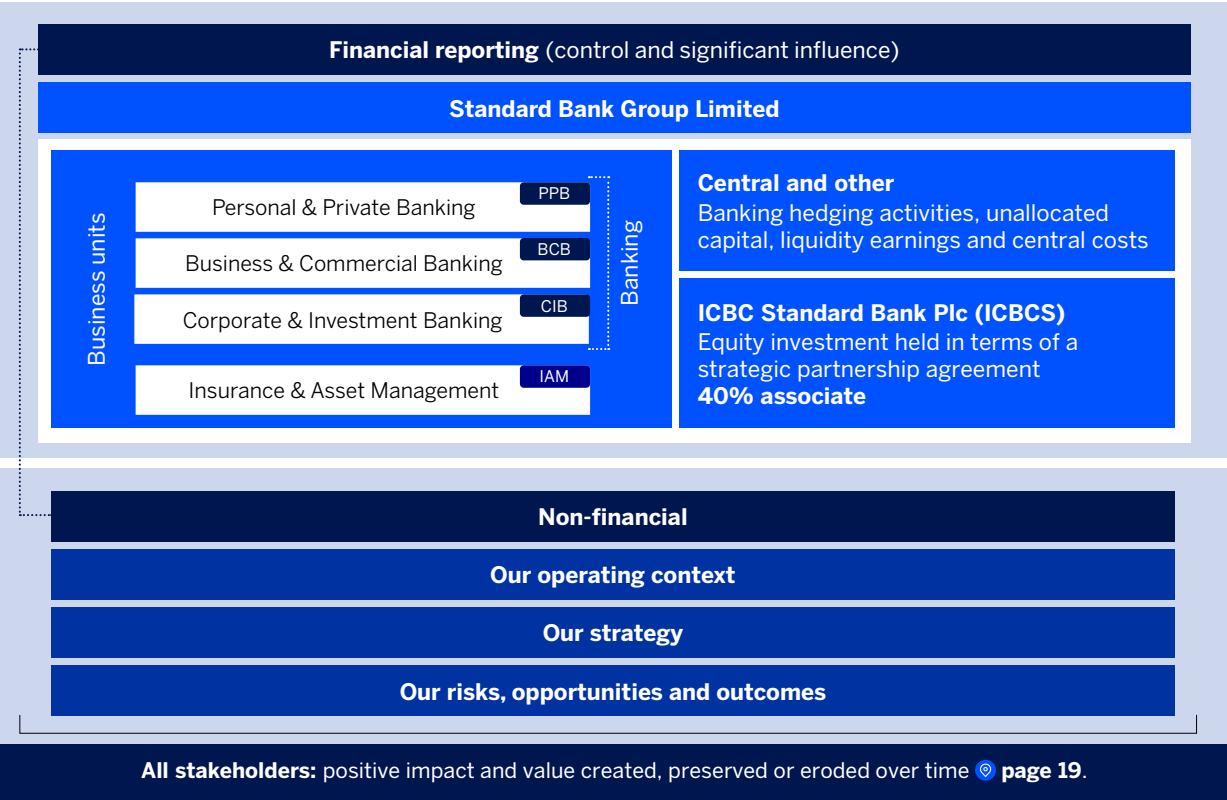 Financial reporting (control and significant influence)
Standard Bank Group Limited
Business units
PPB
Personal & Private Banking
BCB
Business & Commercial Banking
CIB
Corporate & Investment Banking
IAM
Insurance & Asset Management
Banking
Central and other
Banking hedging activities, unallocated
capital, liquidity earnings and central costs
ICBC Standard Bank Plc (ICBCS)
Equity investment held in terms of a
strategic partnership agreement
40% associate
Non-financial
Our operating context
Our strategy
Our risks, opportunities and outcomes
All stakeholders: positive impact and value created, preserved or eroded over time page 19.